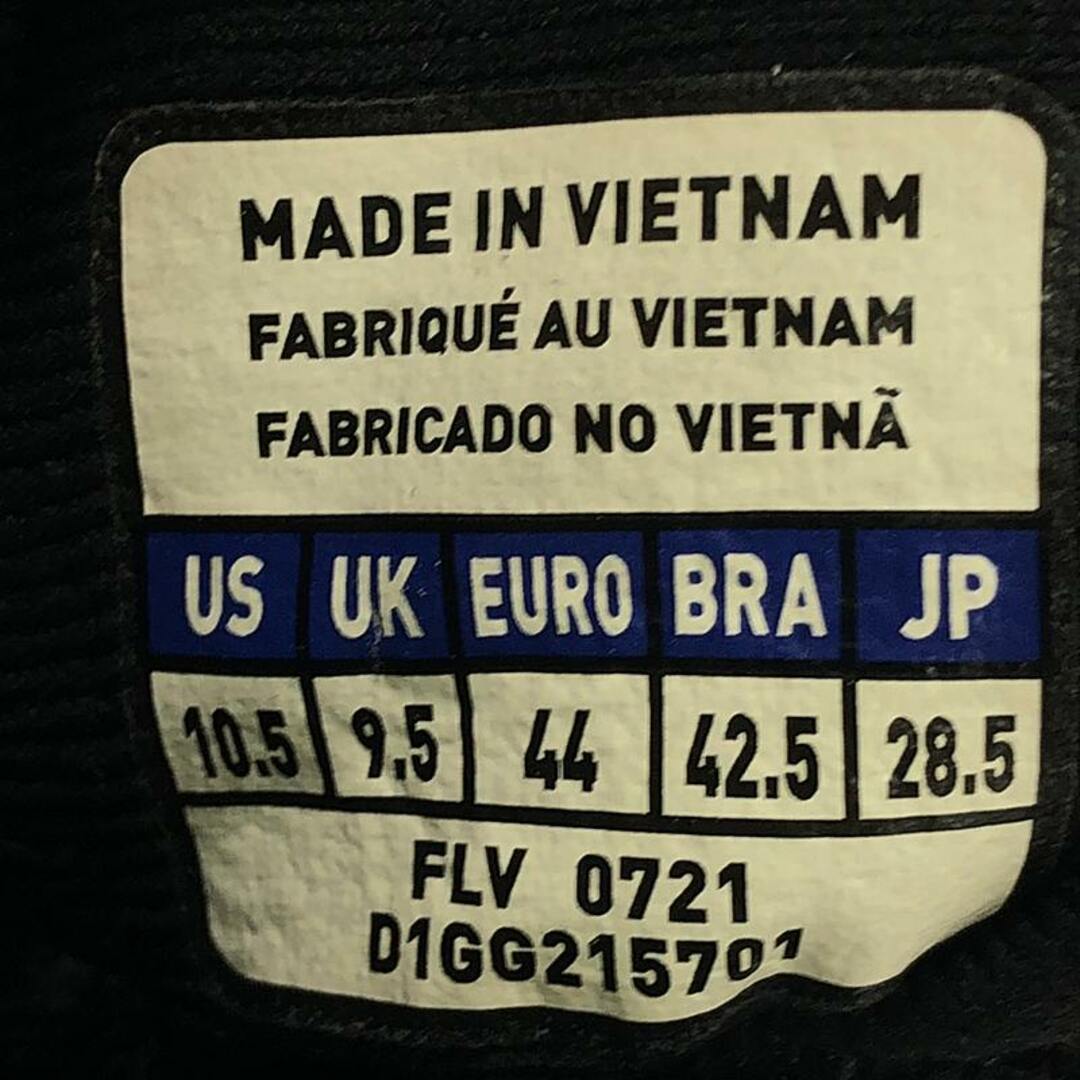 MADE IN VIETNAM
FABRIQUÉ AU VIETNAM
FABRICADO NO VIETNÃ
US UK EURO BRA JP
10.5 9.5 44 42.5 28.5
FLV 0721
D1GG215701